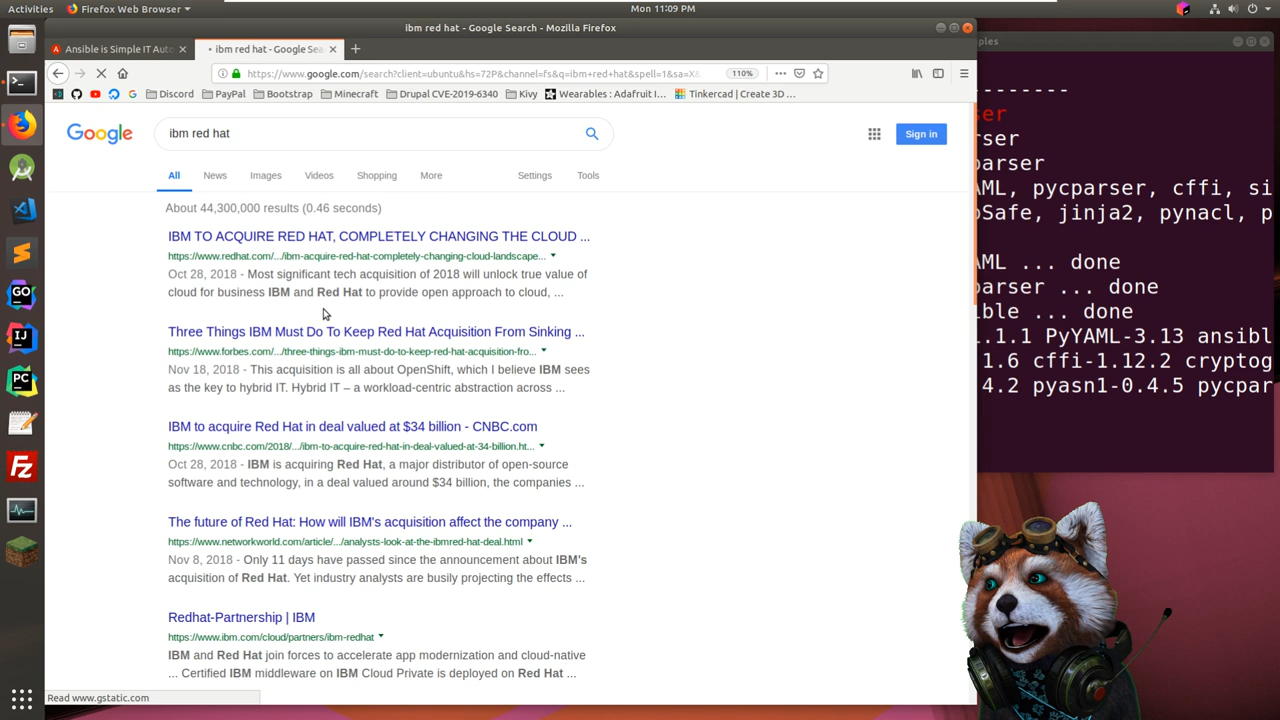 Activities Firefox Web Browser Mon 11:09 PM
ibm red hat - Google Search - Mozilla Firefox
Ansible is Simple IT Auto ibm red hat - Google Sea
https://www.google.com/search?client=ubuntu&hs=72P&channel=fs&q=ibm+red+hat&spell=1&sa=X& 110%
Discord PayPal Bootstrap Minecraft Drupal CVE-2019-6340 Kivy Wearables : Adafruit I... Tinkercad | Create 3D ...
Google ibm red hat Sign in
All News Images Videos Shopping More Settings Tools
About 44,300,000 results (0.46 seconds)
IBM TO ACQUIRE RED HAT, COMPLETELY CHANGING THE CLOUD ...
https://www.redhat.com/.../ibm-acquire-red-hat-completely-changing-cloud-landscape...
Oct 28, 2018 - Most significant tech acquisition of 2018 will unlock true value of
cloud for business IBM and Red Hat to provide open approach to cloud, ...
Three Things IBM Must Do To Keep Red Hat Acquisition From Sinking ...
https://www.forbes.com/.../three-things-ibm-must-do-to-keep-red-hat-acquisition-fro...
Nov 18, 2018 - This acquisition is all about OpenShift, which I believe IBM sees
as the key to hybrid IT. Hybrid IT – a workload-centric abstraction across ...
IBM to acquire Red Hat in deal valued at $34 billion - CNBC.com
https://www.cnbc.com/2018/.../ibm-to-acquire-red-hat-in-deal-valued-at-34-billion.ht...
Oct 28, 2018 - IBM is acquiring Red Hat, a major distributor of open-source
software and technology, in a deal valued around $34 billion, the companies ...
The future of Red Hat: How will IBM's acquisition affect the company ...
https://www.networkworld.com/article/.../analysts-look-at-the-ibmred-hat-deal.html
Nov 8, 2018 - Only 11 days have passed since the announcement about IBM's
acquisition of Red Hat. Yet industry analysts are busily projecting the effects ...
Redhat-Partnership | IBM
https://www.ibm.com/cloud/partners/ibm-redhat
IBM and Red Hat join forces to accelerate app modernization and cloud-native
... Certified IBM middleware on IBM Cloud Private is deployed on Red Hat ...
Read www.gstatic.com
ples
--------
ser
rser
parser
AML, pycparser, cffi, si
pSafe, jinja2, pynacl, p
AML ... done
parser ... done
ible ... done
.1.1 PyYAML-3.13 ansibl
1.6 cffi-1.12.2 cryptog
4.2 pyasn1-0.4.5 pycpar
GO
IJ
PC
FZ